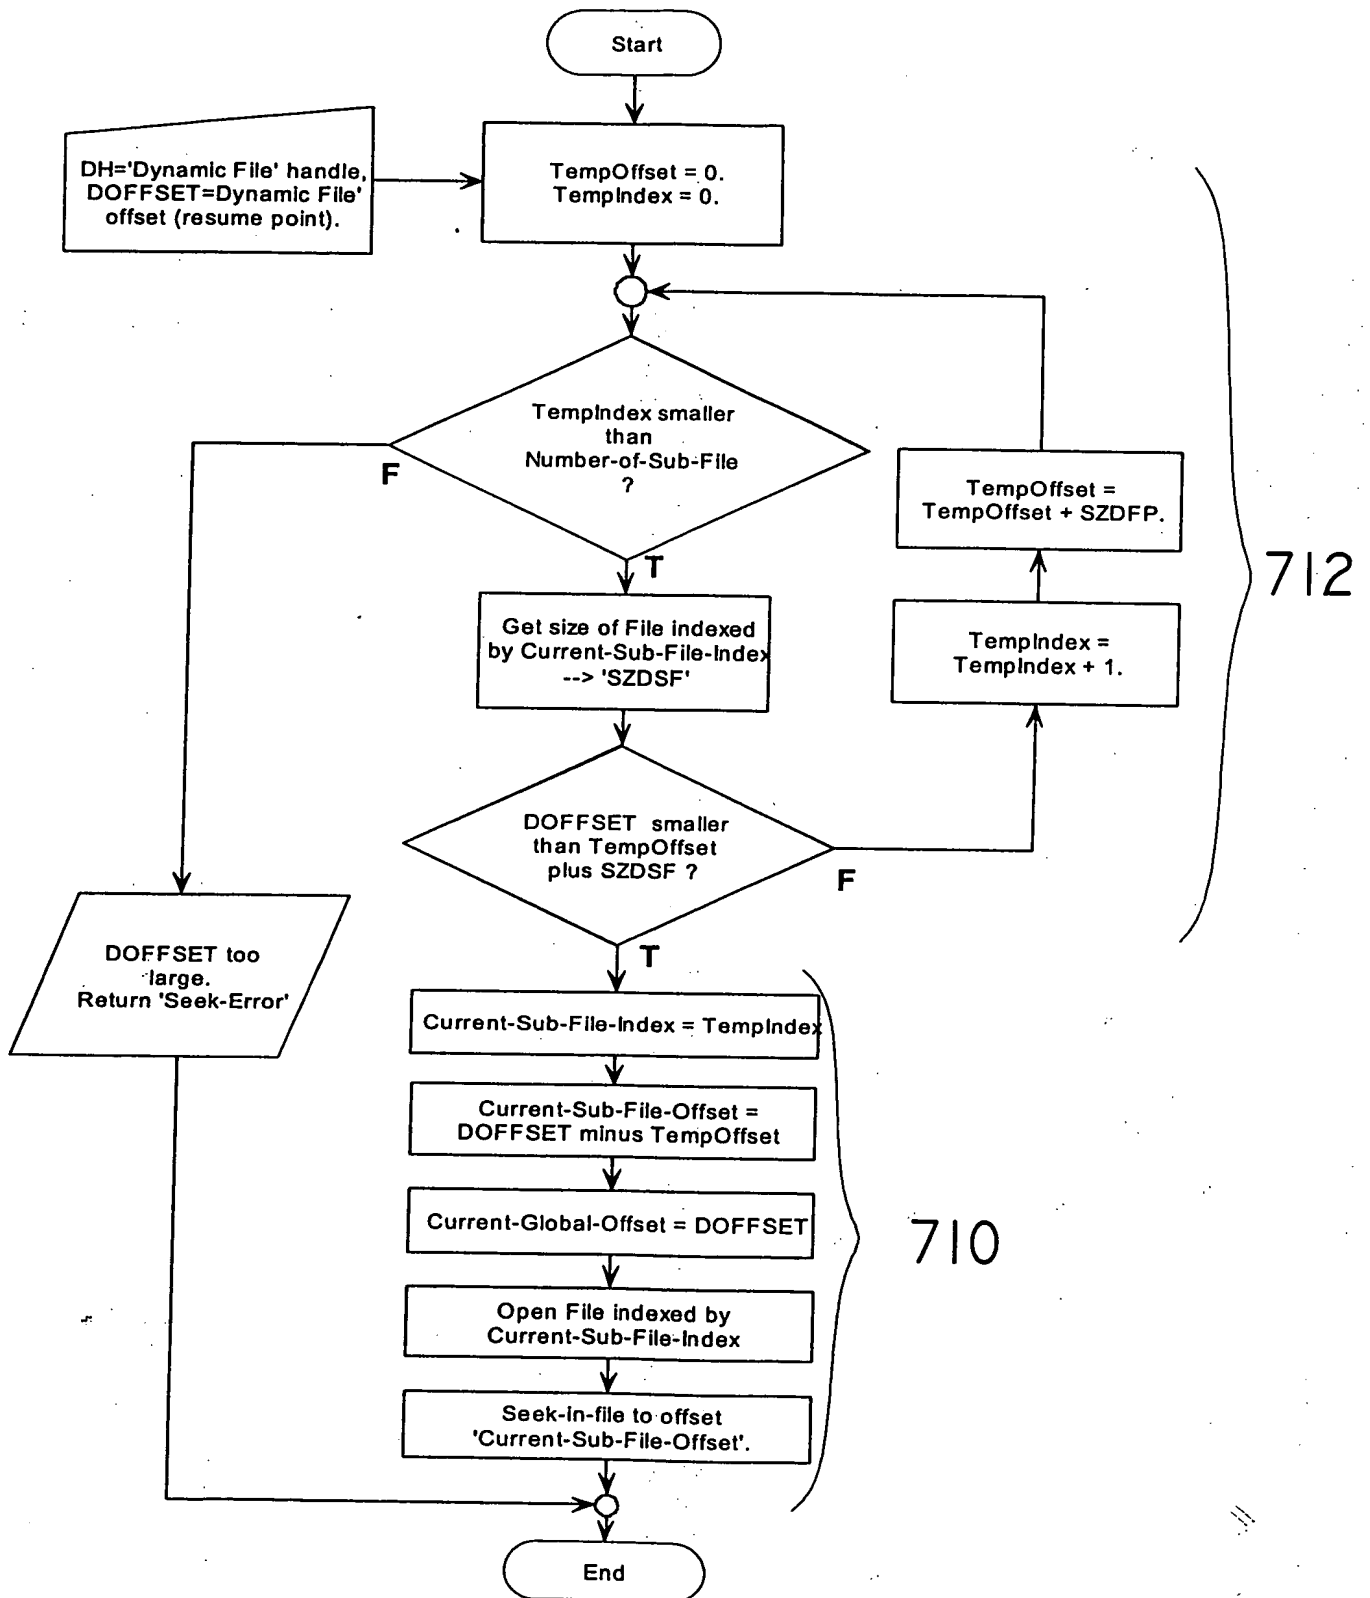 Start
DH='Dynamic File' handle,
DOFFSET=Dynamic File'
offset (resume point).
TempOffset = 0.
TempIndex = 0.
TempIndex smaller
than
Number-of-Sub-File
?
F
T
TempOffset =
TempOffset + SZDFP.
TempIndex =
TempIndex + 1.
712
Get size of File indexed
by Current-Sub-File-Index
--> 'SZDSF'
DOFFSET smaller
than TempOffset
plus SZDSF ?
F
T
DOFFSET too
large.
Return 'Seek-Error'
Current-Sub-File-Index = TempIndex
Current-Sub-File-Offset =
DOFFSET minus TempOffset
Current-Global-Offset = DOFFSET
Open File indexed by
Current-Sub-File-Index
Seek-in-file to offset
'Current-Sub-File-Offset'.
710
End